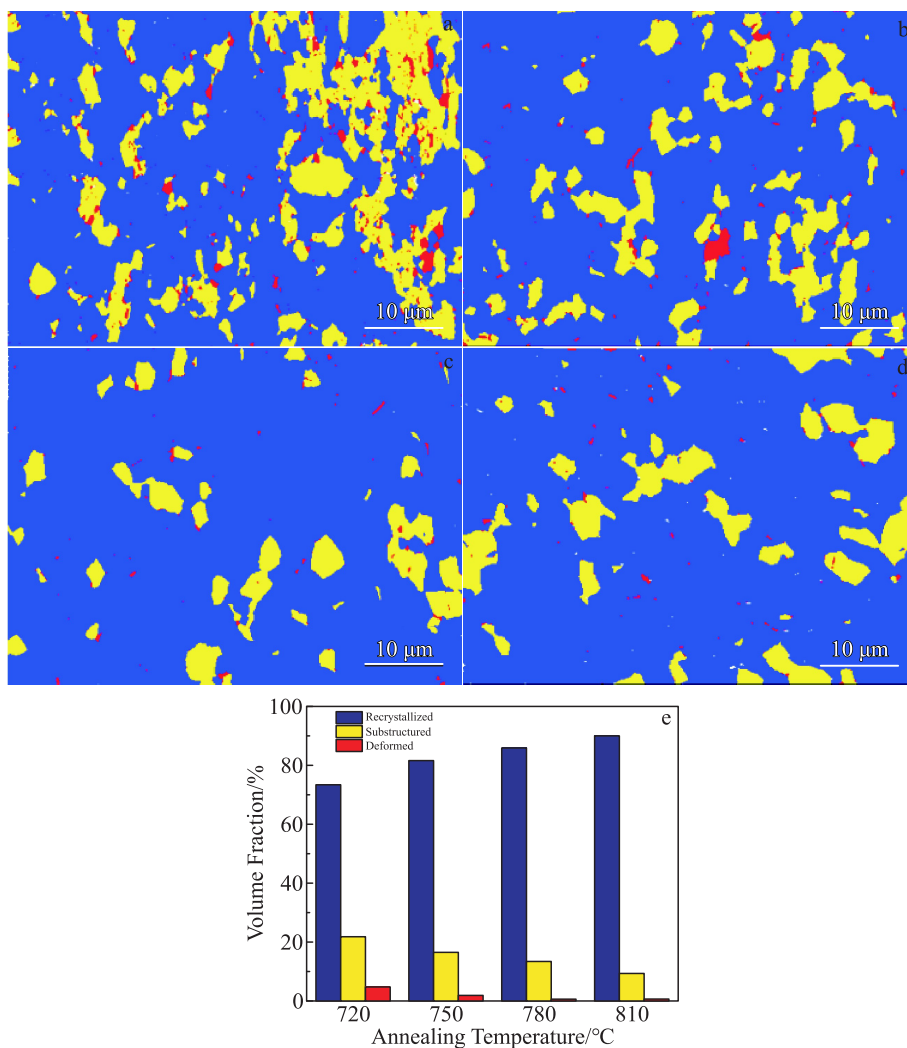 a
b
10 μm
10 μm
c
d
10 μm
10 μm
e
100
80
60
40
20
0
Volume Fraction/%
Recrystallized
Substructured
Deformed
720
750
780
810
Annealing Temperature/°C